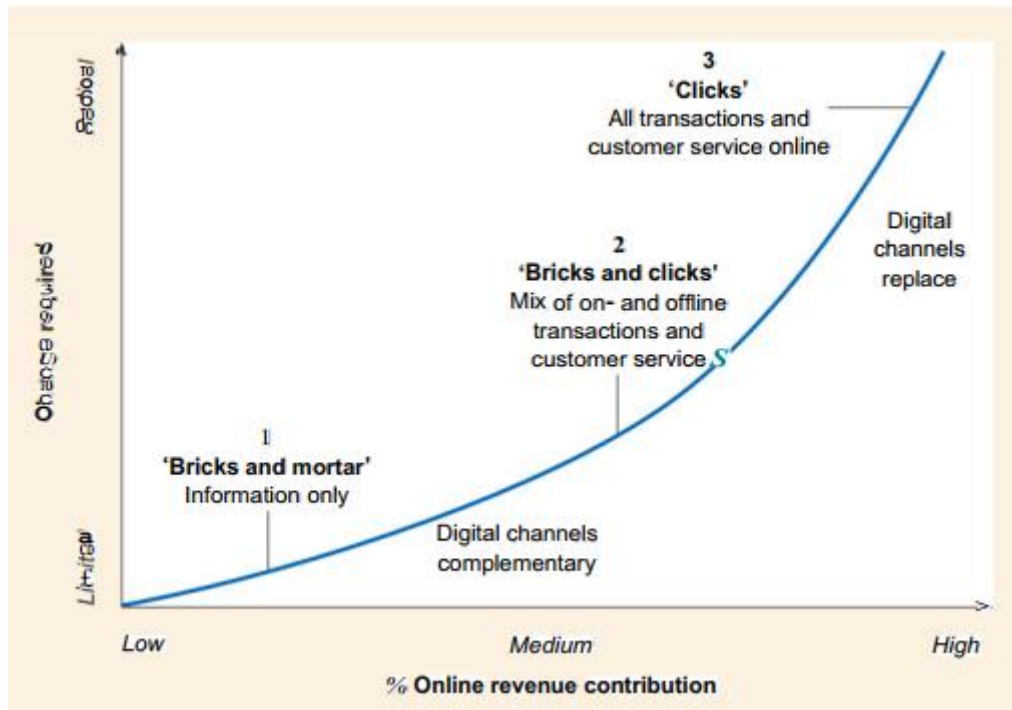 3
‘Clicks’
All transactions and
customer service online
Digital
channels
replace
2
‘Bricks and clicks’
Mix of on- and offline
transactions and
customer service S
1
‘Bricks and mortar’
Information only
Digital channels
complementary
Change required
Low
Medium
High
% Online revenue contribution